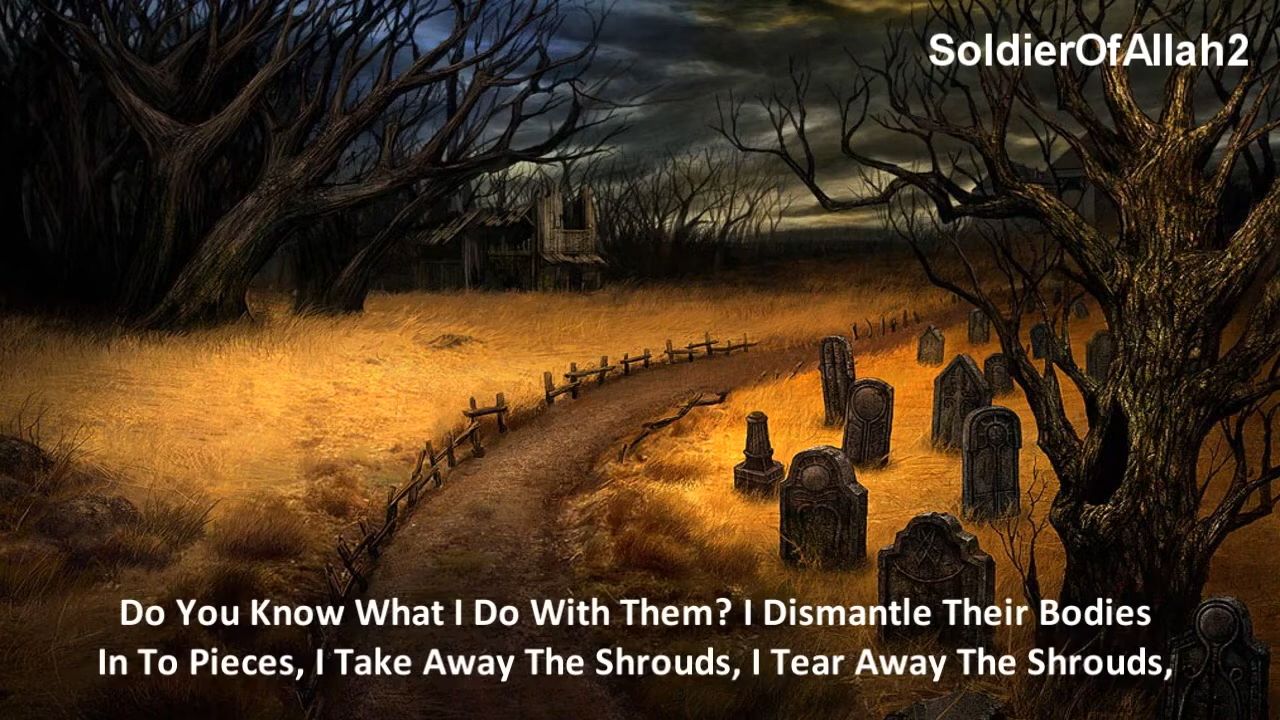 SoldierOfAllah2
Do You Know What I Do With Them? I Dismantle Their Bodies
In To Pieces, I Take Away The Shrouds, I Tear Away The Shrouds,